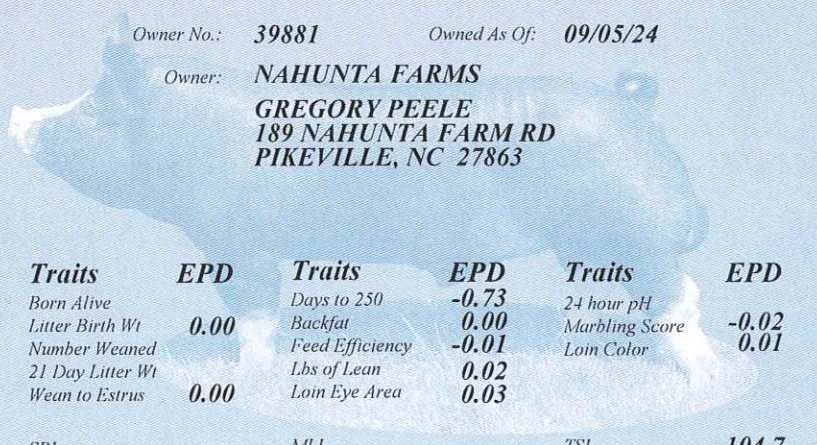 Owner No.: 39881 Owned As Of: 09/05/24
Owner: NAHUNTA FARMS
GREGORY PEELE
189 NAHUNTA FARM RD
PIKEVILLE, NC 27863
Traits EPD Traits EPD Traits EPD
Born Alive Days to 250 -0.73 24 hour pH
Litter Birth Wt 0.00 Backfat 0.00 Marbling Score -0.02
Number Weaned Feed Efficiency -0.01 Loin Color 0.01
21 Day Litter Wt Lbs of Lean 0.02
Wean to Estrus 0.00 Loin Eye Area 0.03
TSI 104.7